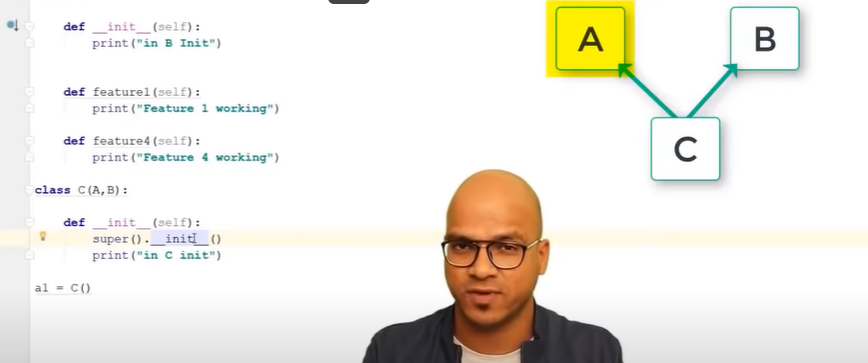 def __init__(self):
print("in B Init")
def feature1(self):
print("Feature 1 working")
def feature4(self):
print("Feature 4 working")
class C(A,B):
def __init__(self):
super().__init__()
print("in C init")
a1 = C()
A
B
C